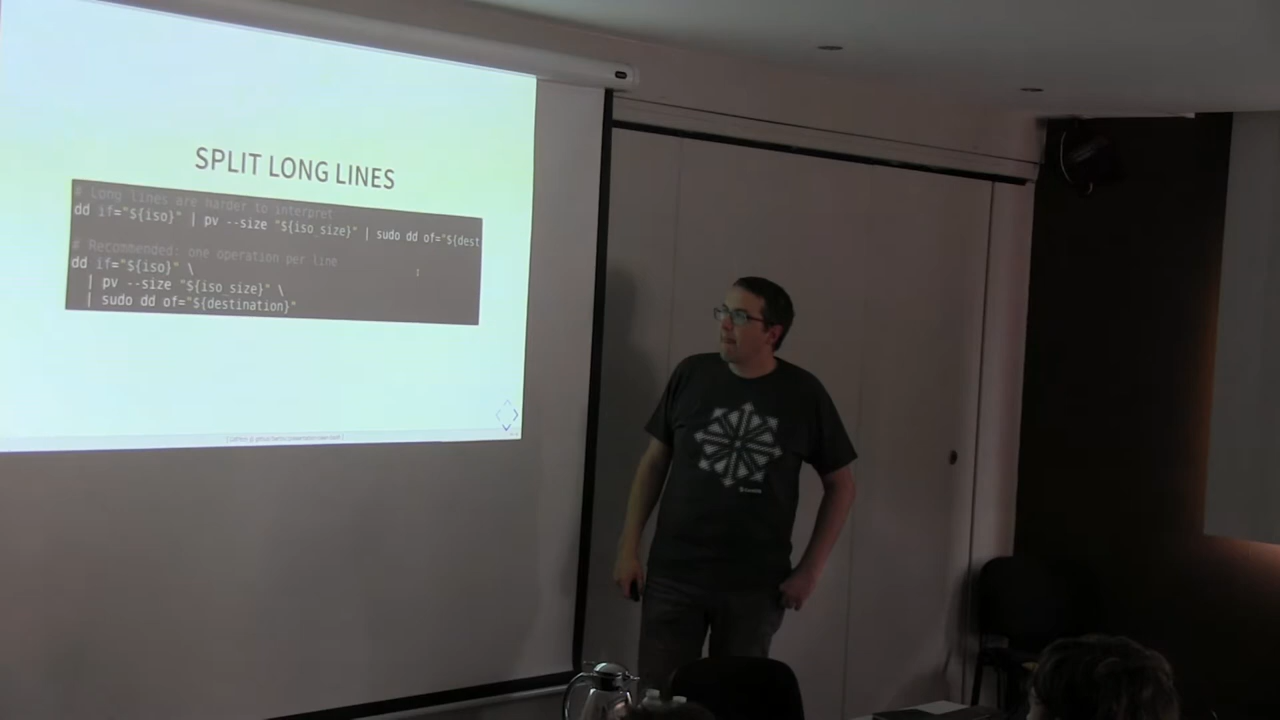 SPLIT LONG LINES
# Long lines are harder to interpret
dd if="${iso}" | pv --size "${iso_size}" | sudo dd of="${dest
# Recommended: one operation per line
dd if="${iso}" \
| pv --size "${iso_size}" \
| sudo dd of="${destination}"